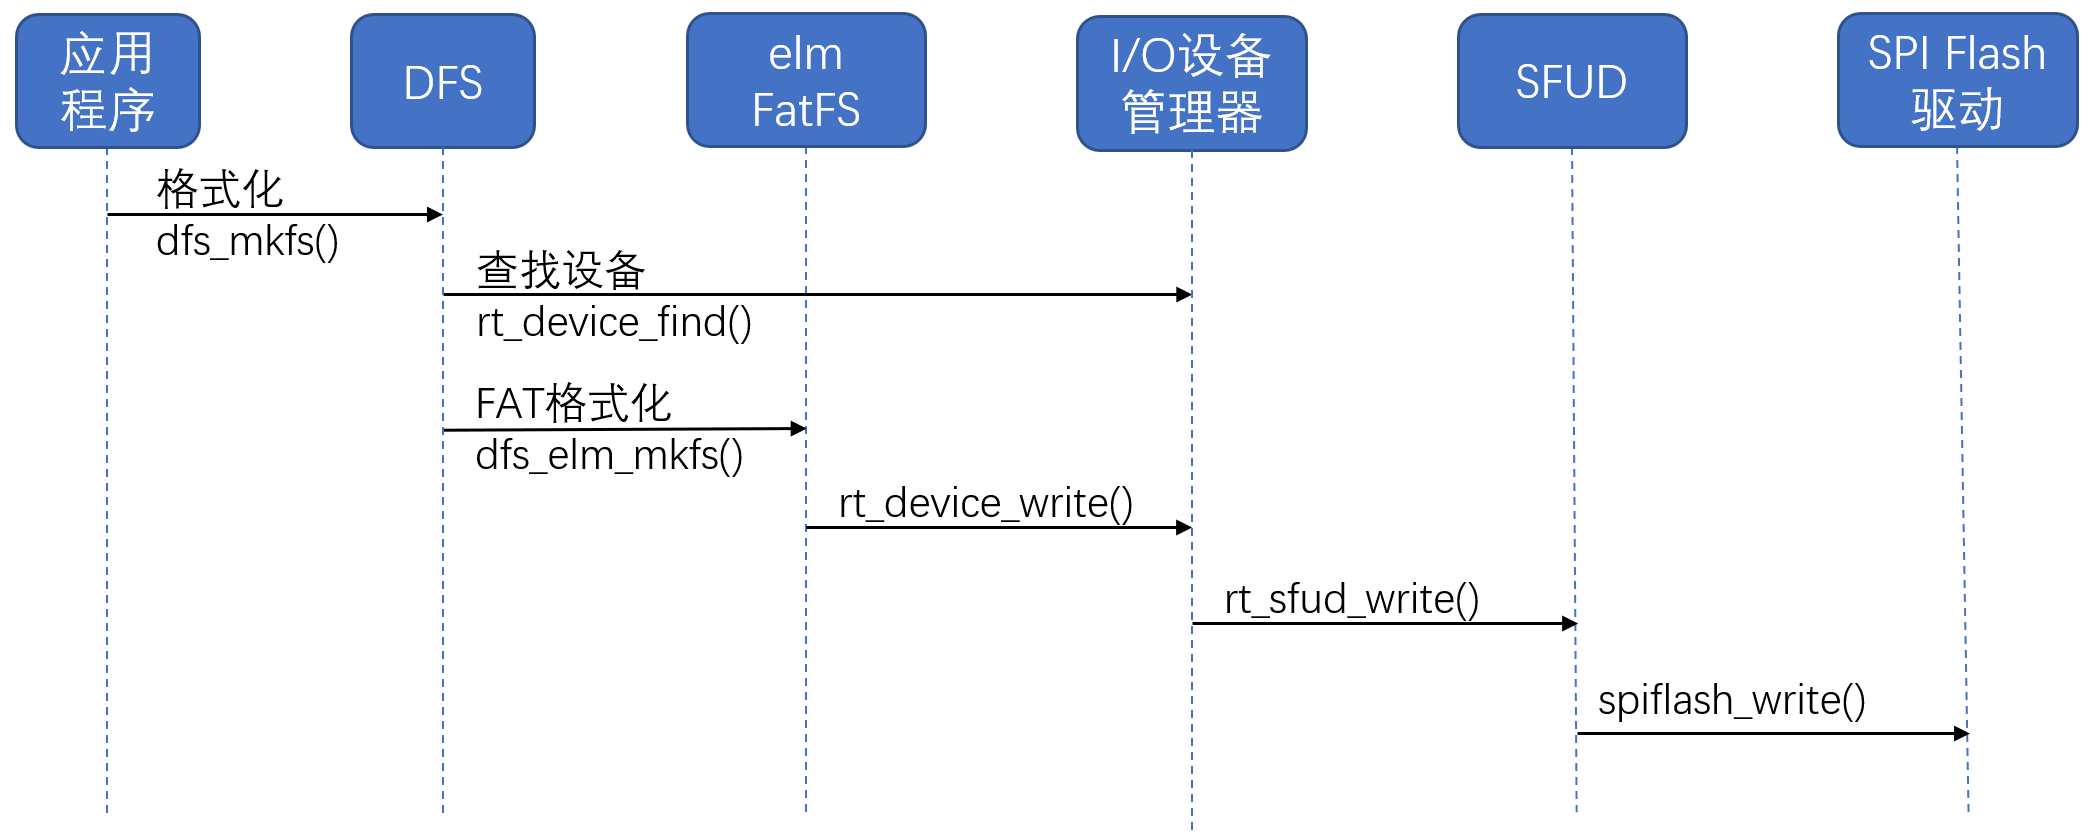 应用
程序
DFS
elm
FatFS
I/O设备
管理器
SFUD
SPI Flash
驱动
格式化
dfs_mkfs()
查找设备
rt_device_find()
FAT格式化
dfs_elm_mkfs()
rt_device_write()
rt_sfud_write()
spiflash_write()